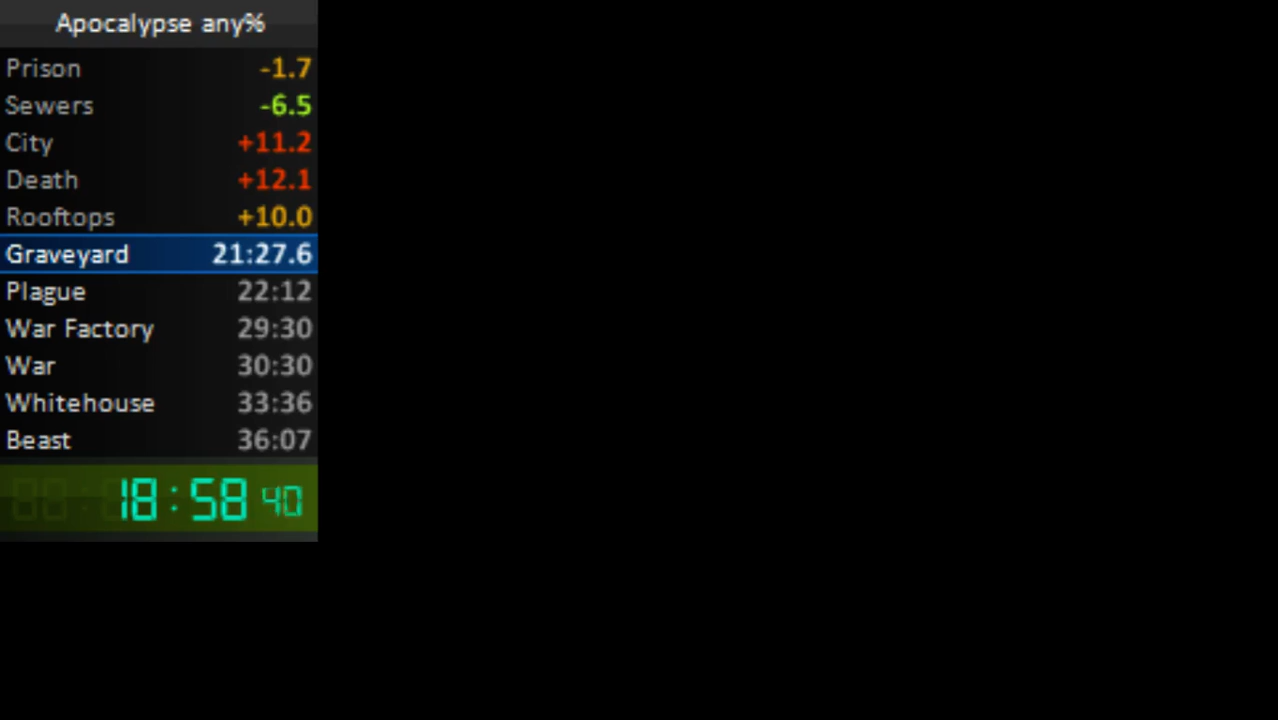 Apocalypse any%
Prison -1.7
Sewers -6.5
City +11.2
Death +12.1
Rooftops +10.0
Graveyard 21:27.6
Plague 22:12
War Factory 29:30
War 30:30
Whitehouse 33:36
Beast 36:07
18:58 40